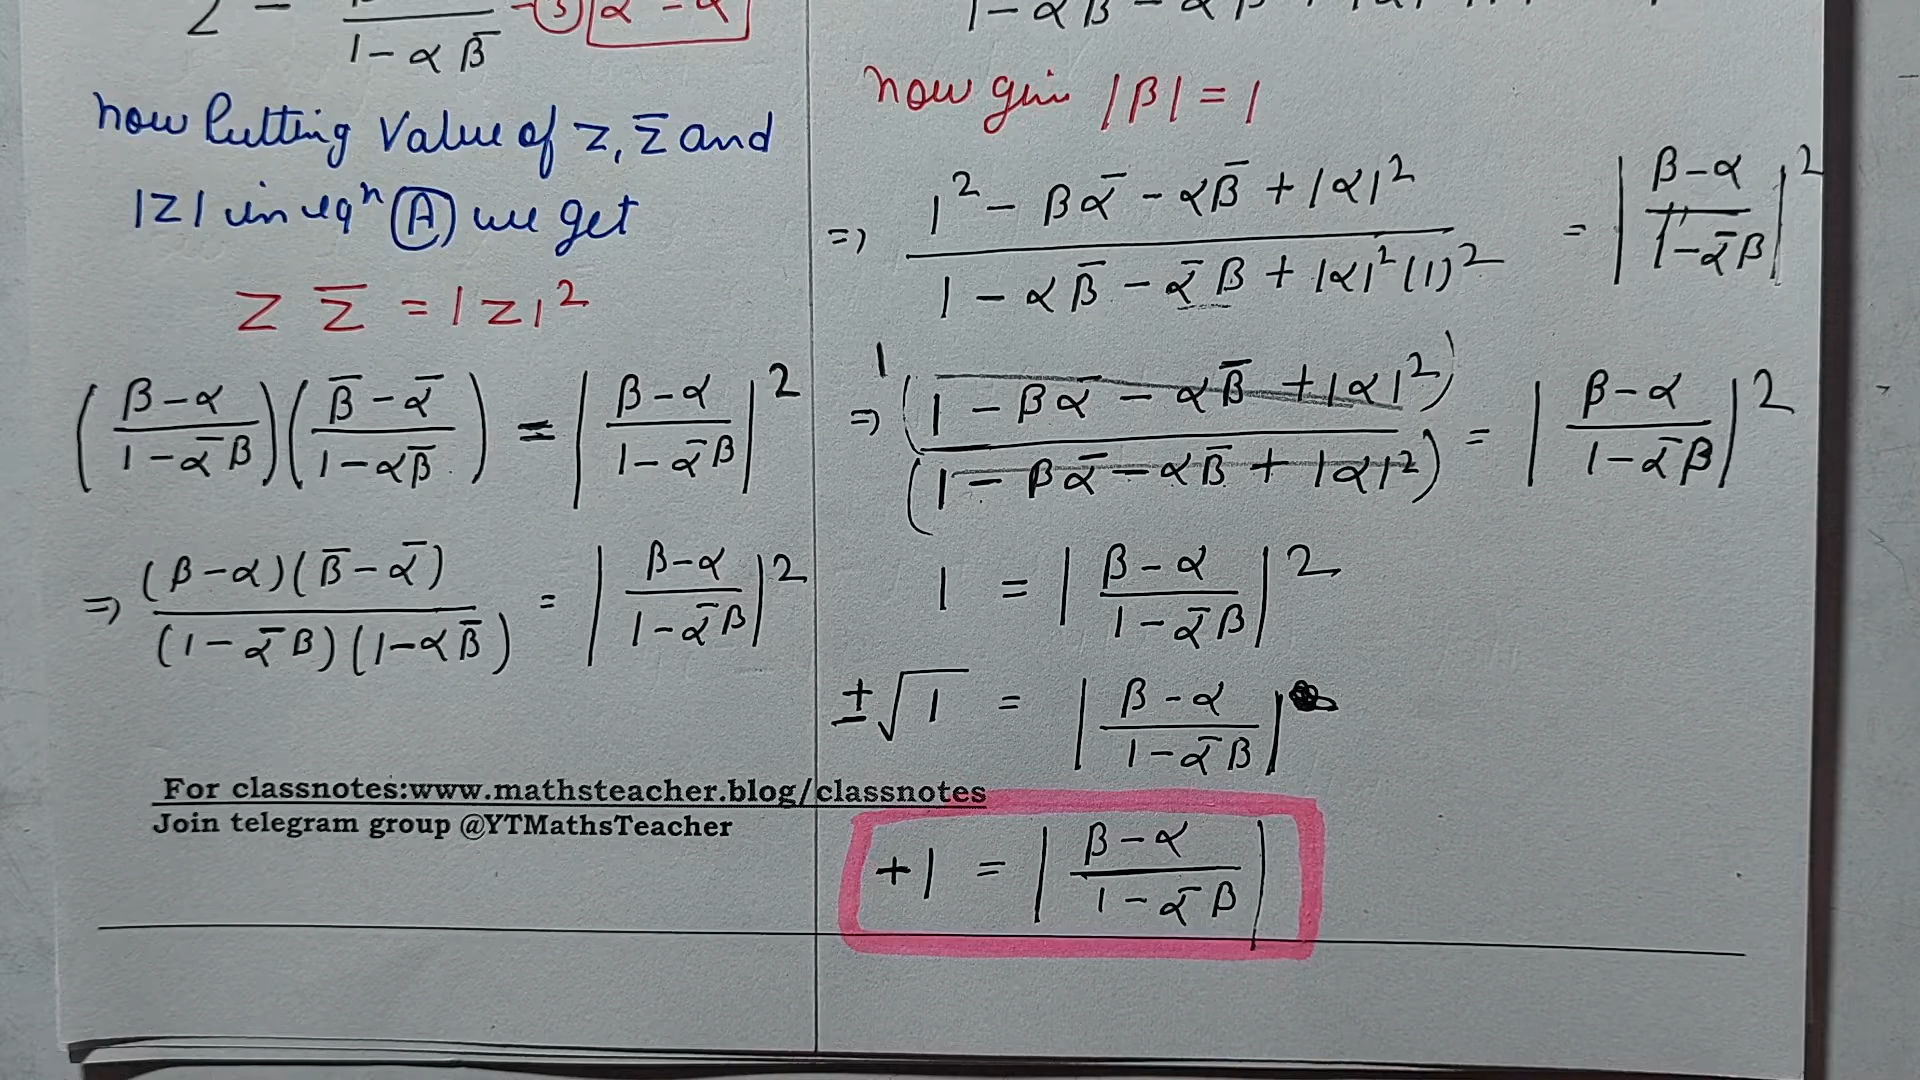 1-αβ̄
now Putting Value of z, z̄ and
|z| in eqⁿ Ⓐ we get
z z̄ = |z|²
((β-α)/(1-ᾱβ))((β̄-ᾱ)/(1-αβ̄)) = |(β-α)/(1-ᾱβ)|²
=> (β-α)(β̄-ᾱ)/(1-ᾱβ)(1-αβ̄) = |(β-α)/(1-ᾱβ)|²
For classnotes:www.mathsteacher.blog/classnotes
Join telegram group @YTMathsTeacher
now |β| = 1
=> (1² - βᾱ - αβ̄ + |α|²)/(1 - αβ̄ - ᾱβ + |α|²(1)²) = |(β-α)/(1-ᾱβ)|²
=> (1 - βᾱ - αβ̄ + |α|²)/(1 - βᾱ - αβ̄ + |α|²) = |(β-α)/(1-ᾱβ)|²
1 = |(β-α)/(1-ᾱβ)|²
±√1 = |(β-α)/(1-ᾱβ)|
+1 = |(β-α)/(1-ᾱβ)|